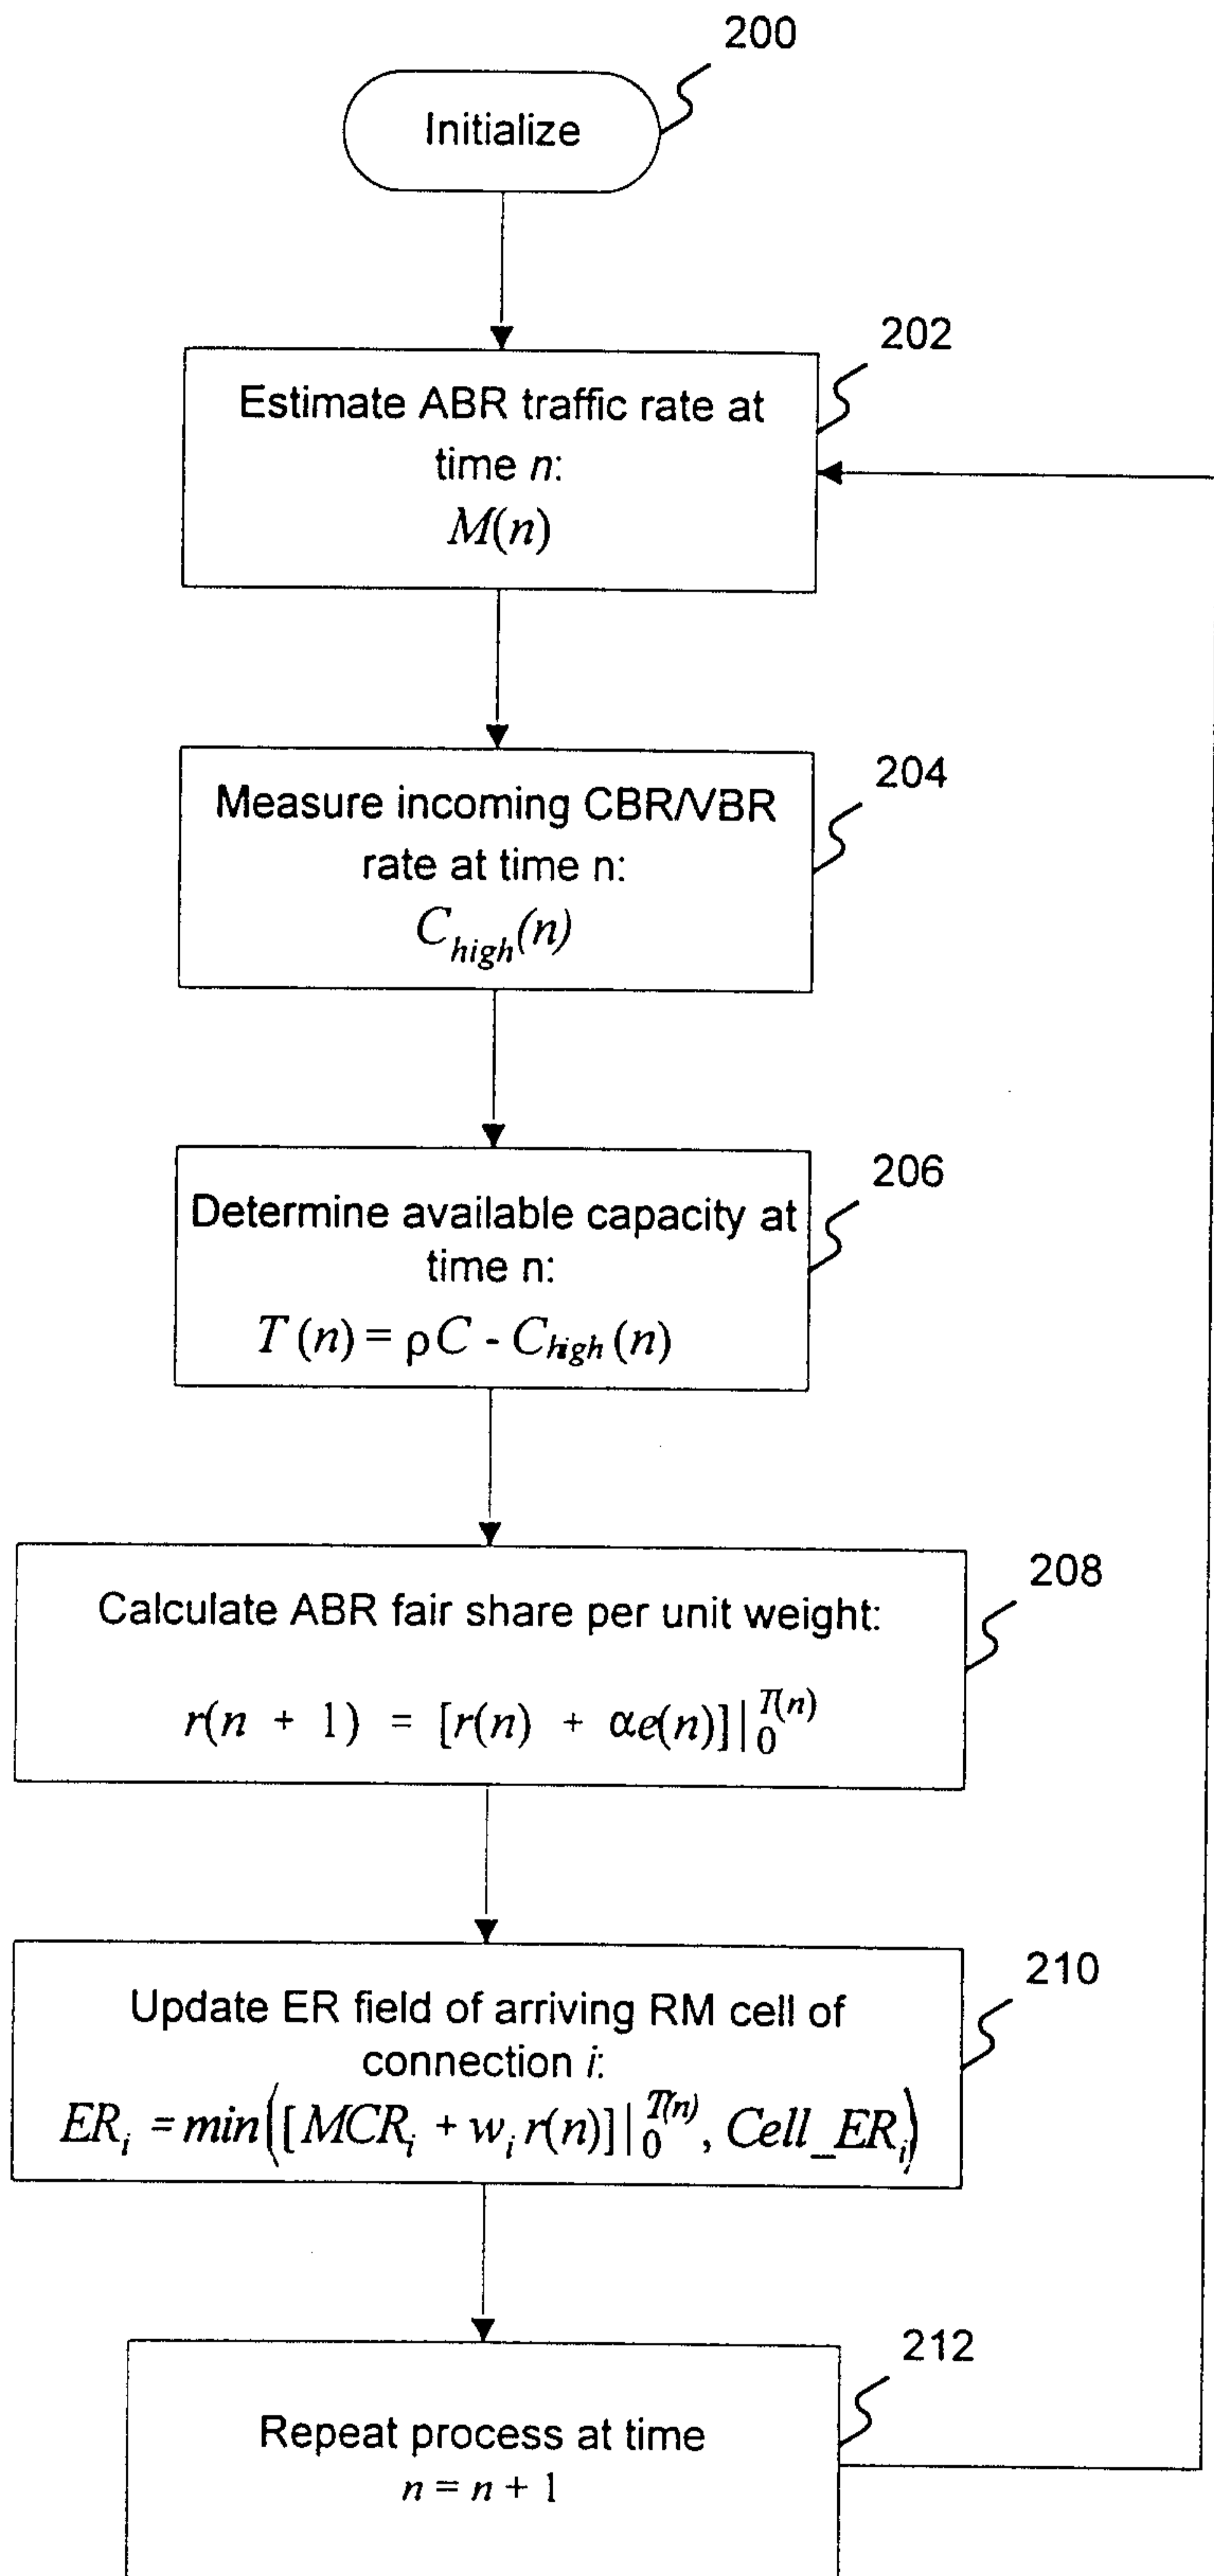 200
Initialize
202
Estimate ABR traffic rate at
time n:
M(n)
204
Measure incoming CBR/VBR
rate at time n:
C_high(n)
206
Determine available capacity at
time n:
T(n) = ρC - C_high(n)
208
Calculate ABR fair share per unit weight:
r(n + 1) = [r(n) + αe(n)]|_0^T(n)
210
Update ER field of arriving RM cell of
connection i:
ER_i = min([MCR_i + w_i r(n)]|_0^T(n), Cell_ER_i)
212
Repeat process at time
n = n + 1